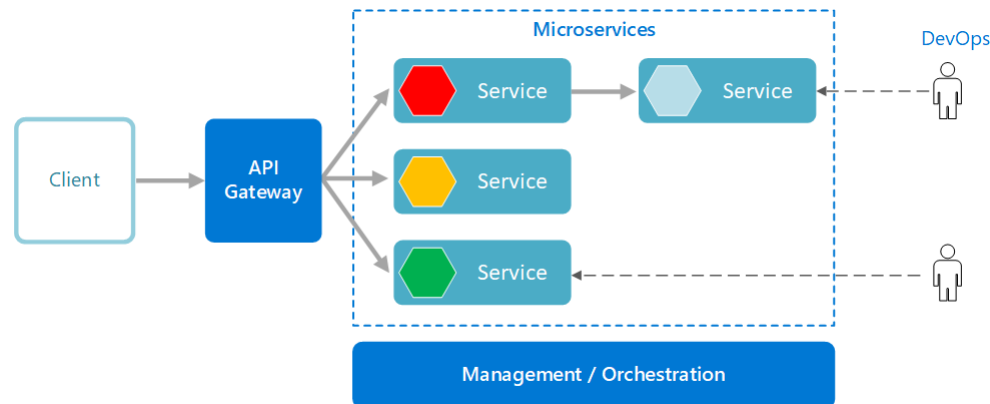 Microservices
DevOps
Service
Service
Client
API
Gateway
Service
Service
Management / Orchestration